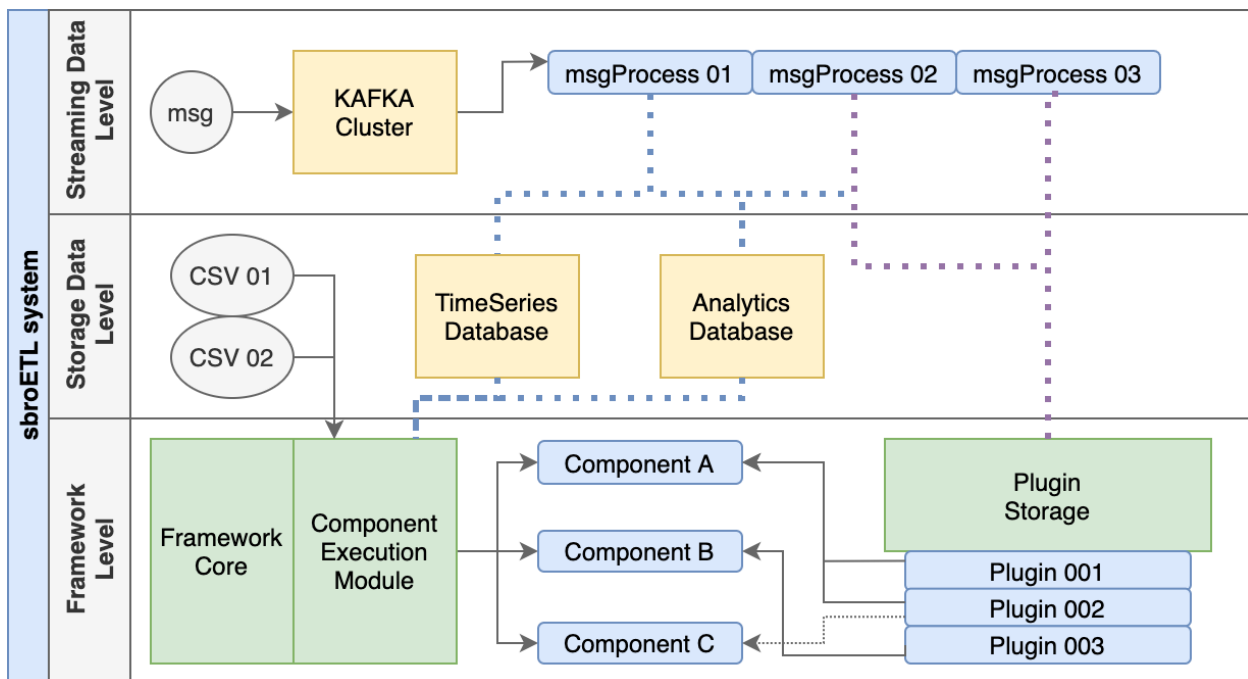 sbroETL system
Streaming Data
Level
msg
KAFKA
Cluster
msgProcess 01
msgProcess 02
msgProcess 03
Storage Data
Level
CSV 01
CSV 02
TimeSeries
Database
Analytics
Database
Framework
Level
Framework
Core
Component
Execution
Module
Component A
Component B
Component C
Plugin
Storage
Plugin 001
Plugin 002
Plugin 003